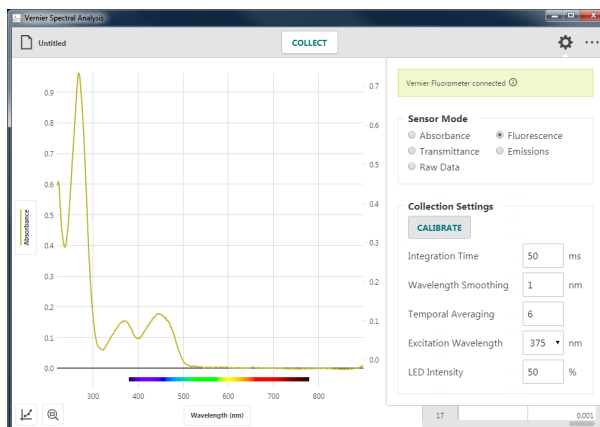 Vernier Spectral Analysis
Untitled
COLLECT
Vernier Fluorometer connected
Sensor Mode
Absorbance
Fluorescence
Transmittance
Emissions
Raw Data
Collection Settings
CALIBRATE
Integration Time 50 ms
Wavelength Smoothing 1 nm
Temporal Averaging 6
Excitation Wavelength 375 nm
LED Intensity 50 %
17 0.001
Absorbance
0.9
0.8
0.7
0.6
0.5
0.4
0.3
0.2
0.1
0.0
0.7
0.6
0.5
0.4
0.3
0.2
0.1
0.0
300 400 500 600 700 800
Wavelength (nm)